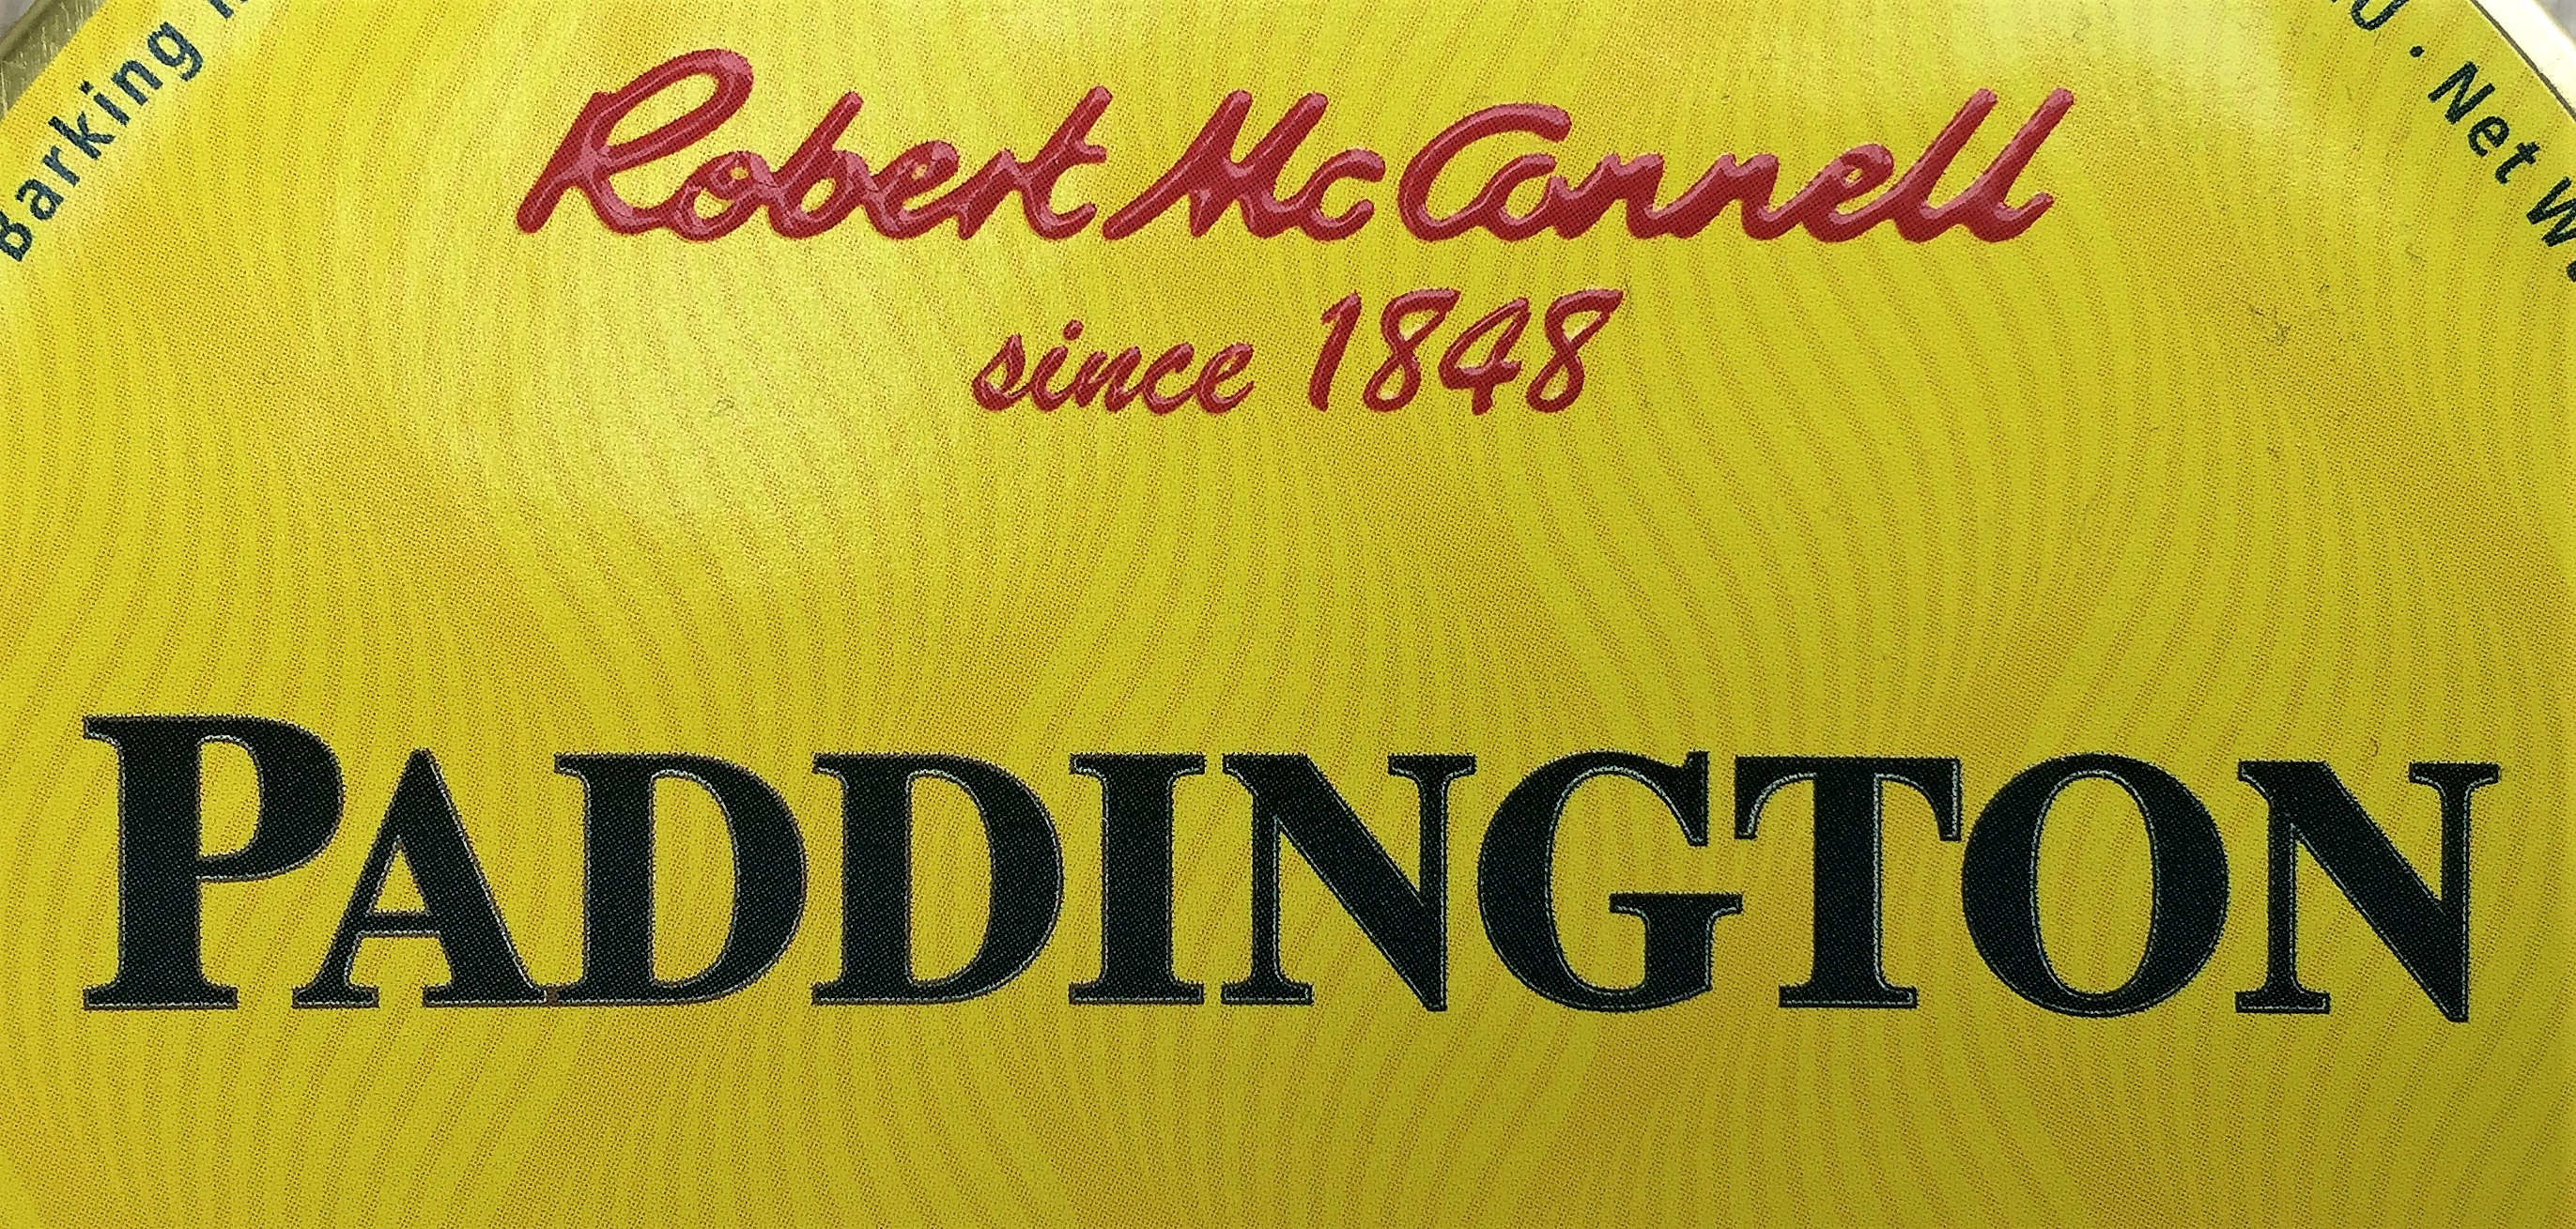 Barking
Net
Robert McConnell
since 1848
PADDINGTON